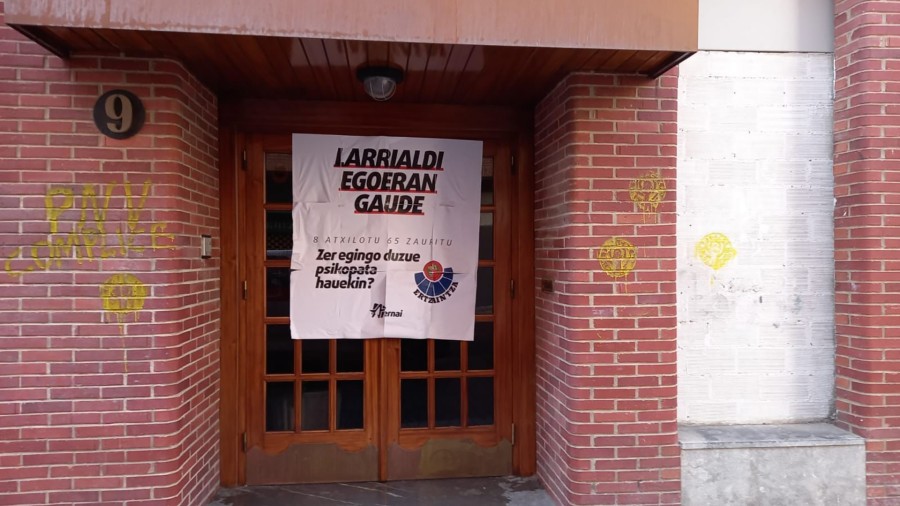 9
PNV
COMPLICE
LARRIALDI
EGOERAN
GAUDE
8 ATXILOTU 65 ZAURITU
Zer egingo duzue
psikopata
hauekin?
ERTZAINTZA
ernai